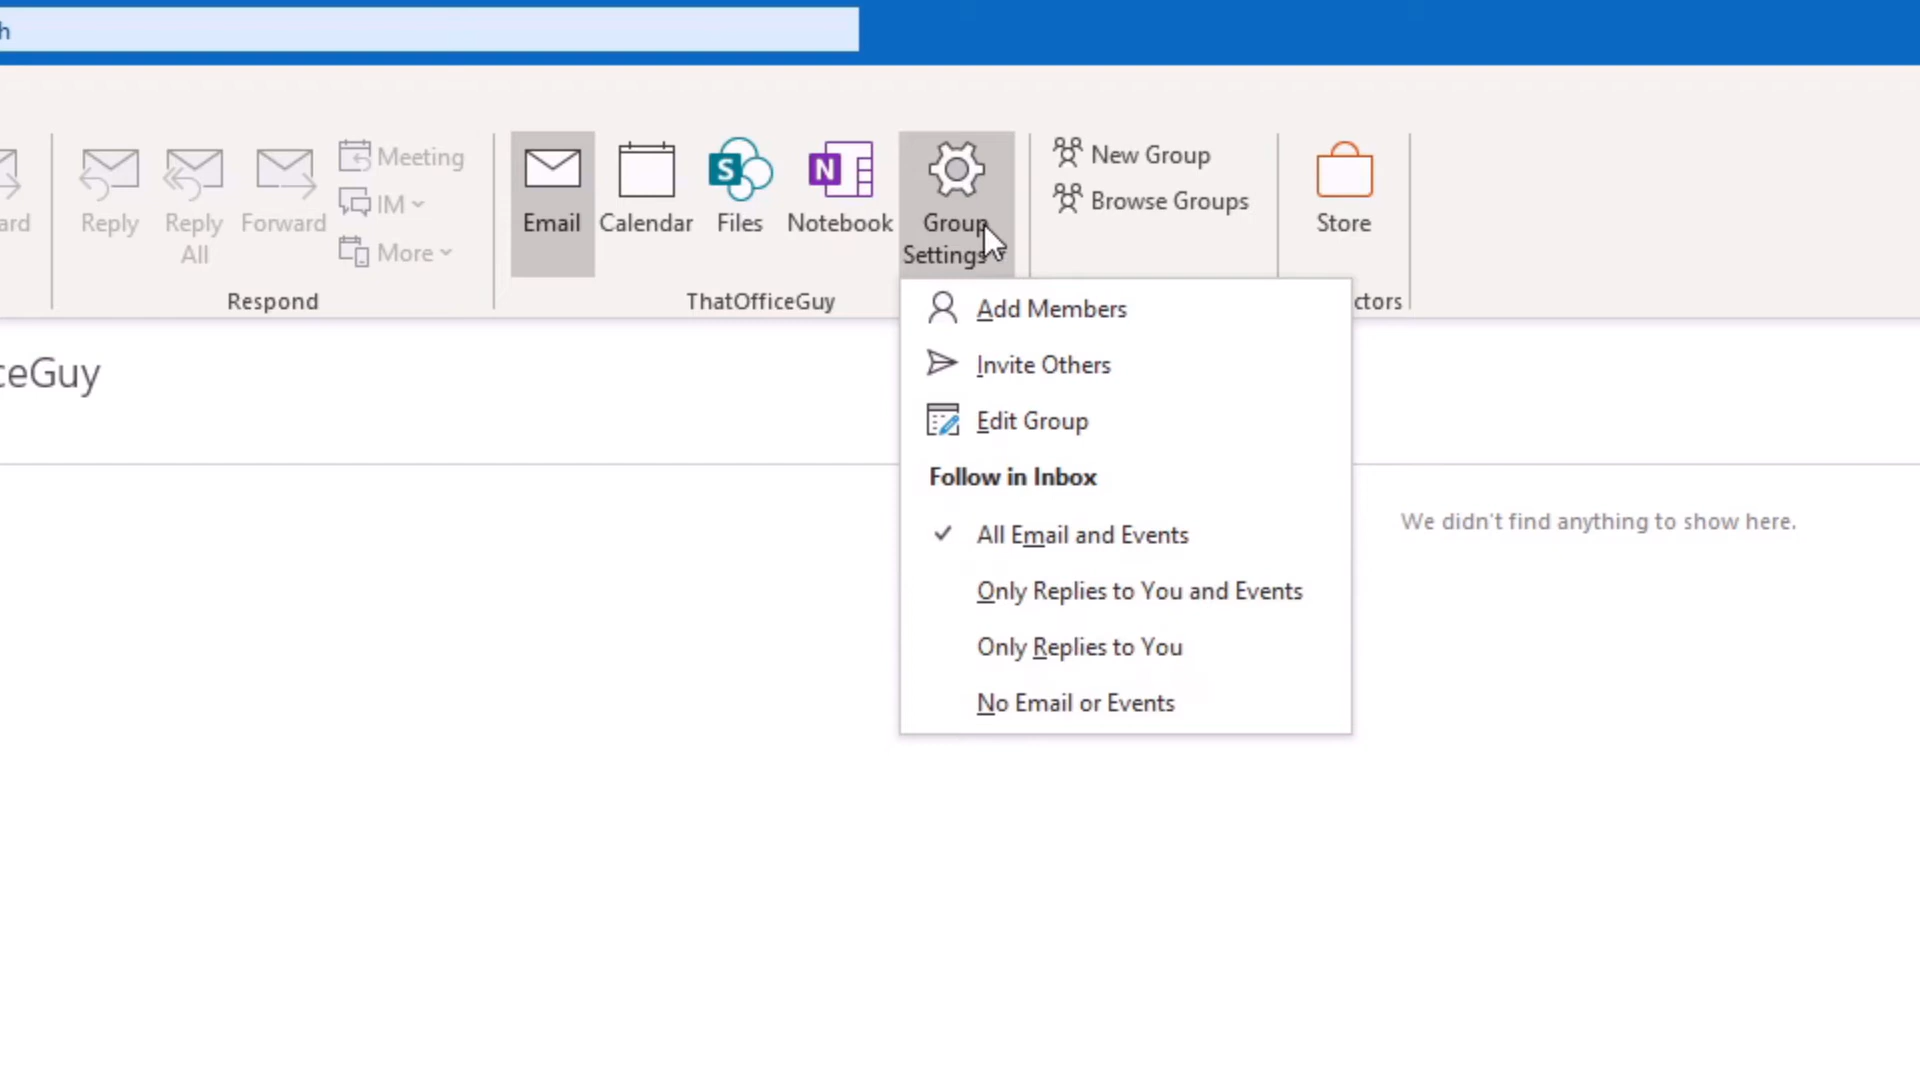 h
ard
Reply
Reply
All
Forward
Meeting
IM
More
Respond
Email
Calendar
Files
Notebook
Group
Settings
ThatOfficeGuy
New Group
Browse Groups
Store
ctors
Add Members
Invite Others
Edit Group
Follow in Inbox
All Email and Events
Only Replies to You and Events
Only Replies to You
No Email or Events
ceGuy
We didn't find anything to show here.